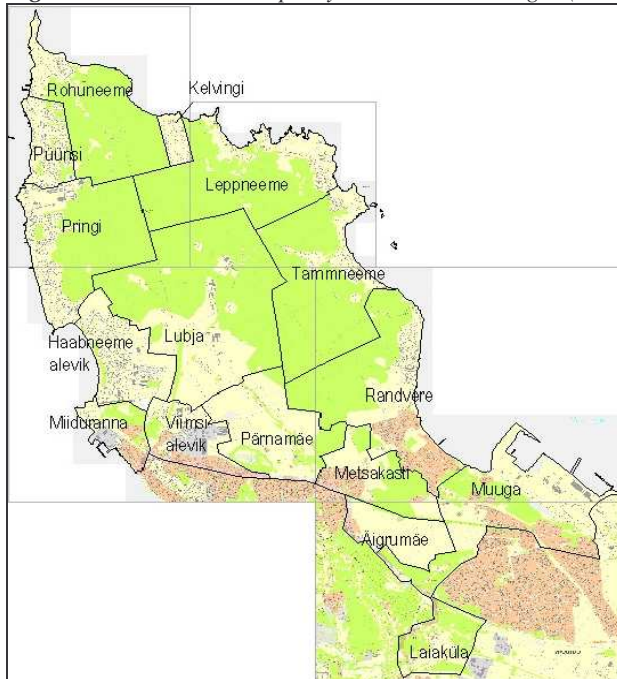 Rohuneeme
Kelvingi
Püünsi
Leppneeme
Pringi
Tammneeme
Haabneeme
alevik
Lubja
Randvere
Miiduranna
Viimsi
alevik
Pärnamäe
Metsakasti
Muuga
Äigrumäe
Laiaküla